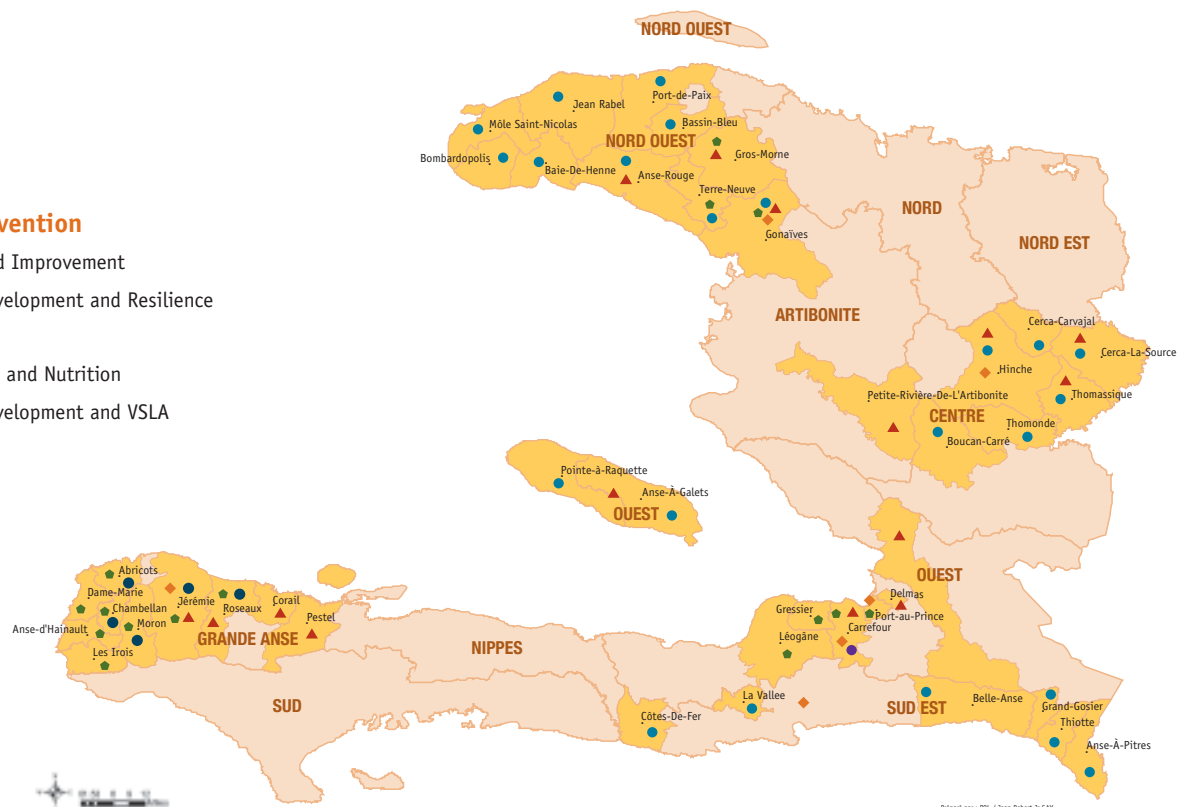 NORD OUEST
Port-de-Paix
Jean Rabel
Bassin-Bleu
Môle Saint-Nicolas
NORD OUEST
Bombardopolis
Gros-Morne
Baie-De-Henne
Anse-Rouge
Terre-Neuve
NORD
vention
Gonaïves
NORD EST
d Improvement
velopment and Resilience
ARTIBONITE
Cerca-Carvajal
Cerca-La-Source
and Nutrition
Hinche
velopment and VSLA
Petite-Rivière-De-L'Artibonite
Thomassique
CENTRE
Thomonde
Boucan-Carré
Pointe-à-Raquette
Anse-À-Galets
OUEST
OUEST
Abricots
Dame-Marie
Jérémie
Corail
Delmas
Chambellan
Roseaux
Gressier
Port-au-Prince
Moron
Pestel
Anse-d'Hainault
Carrefour
GRANDE ANSE
Léogâne
Les Irois
NIPPES
SUD
La Vallee
SUD EST
Belle-Anse
Grand-Gosier
Côtes-De-Fer
Thiotte
Anse-À-Pitres